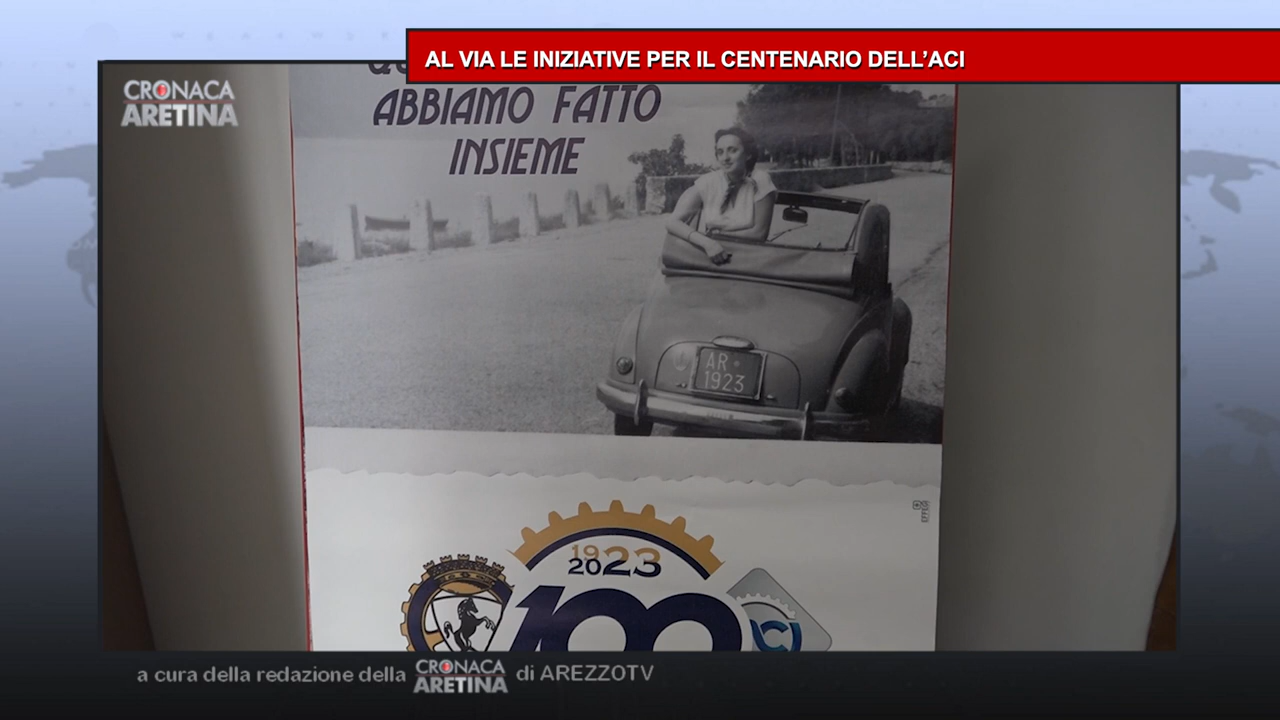 AL VIA LE INIZIATIVE PER IL CENTENARIO DELL'ACI
CRONACA
ARETINA
ABBIAMO FATTO
INSIEME
AR
1923
1923
2023
100
ACI
a cura della redazione della CRONACA ARETINA di AREZZOTV